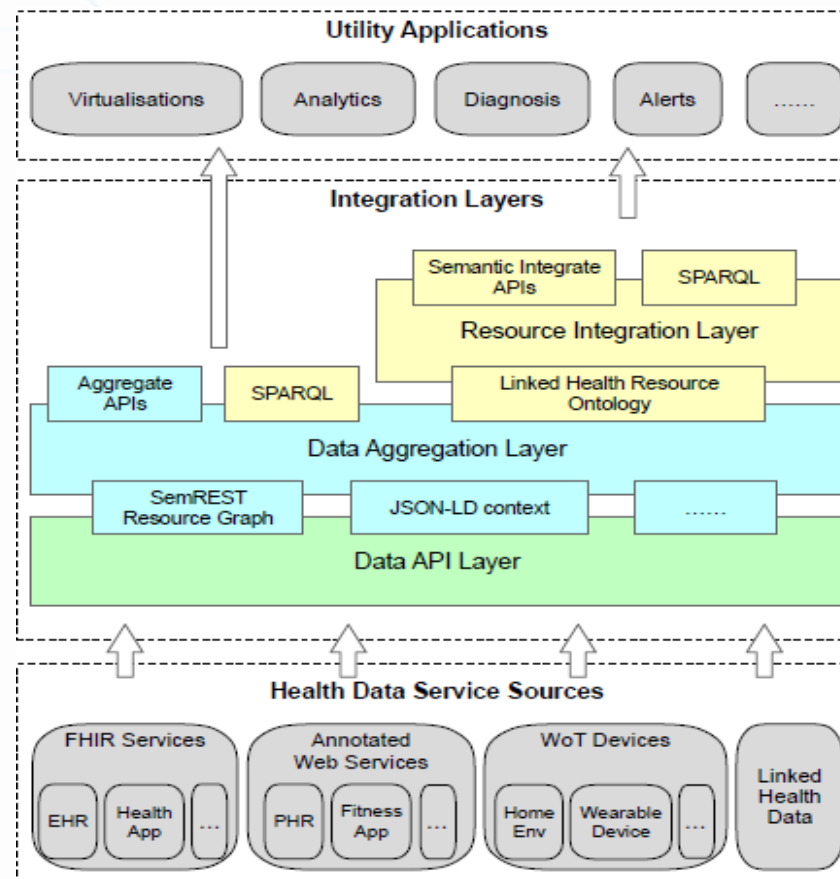 Utility Applications
Virtualisations
Analytics
Diagnosis
Alerts
......
Integration Layers
Semantic Integrate
APIs
SPARQL
Resource Integration Layer
Aggregate
APIs
SPARQL
Linked Health Resource
Ontology
Data Aggregation Layer
SemREST
Resource Graph
JSON-LD context
......
Data API Layer
Health Data Service Sources
FHIR Services
EHR
Health
App
...
Annotated
Web Services
PHR
Fitness
App
...
WoT Devices
Home
Env
Wearable
Device
...
Linked
Health
Data